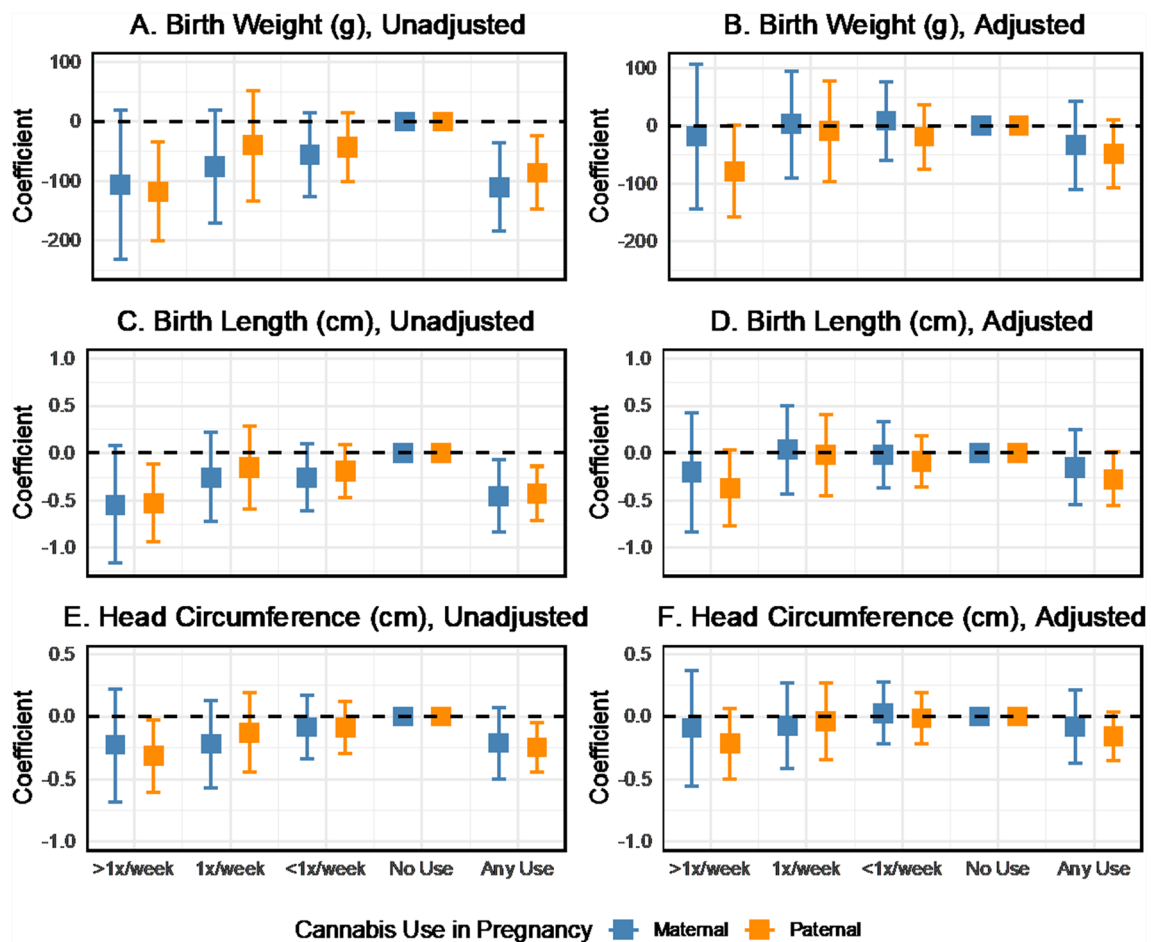 A. Birth Weight (g), Unadjusted
B. Birth Weight (g), Adjusted
Coefficient
100
0
-100
-200
Coefficient
100
0
-100
-200
C. Birth Length (cm), Unadjusted
D. Birth Length (cm), Adjusted
Coefficient
1.0
0.5
0.0
-0.5
-1.0
Coefficient
1.0
0.5
0.0
-0.5
-1.0
E. Head Circumference (cm), Unadjusted
F. Head Circumference (cm), Adjusted
Coefficient
0.5
0.0
-0.5
-1.0
Coefficient
0.5
0.0
-0.5
-1.0
>1x/week 1x/week <1x/week No Use Any Use
>1x/week 1x/week <1x/week No Use Any Use
Cannabis Use in Pregnancy Maternal Paternal